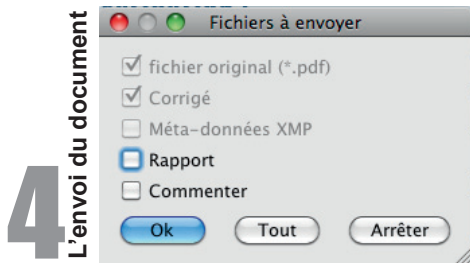 4
L'envoi du document
Fichiers à envoyer
fichier original (*.pdf)
Corrigé
Méta-données XMP
Rapport
Commenter
Ok
Tout
Arrêter